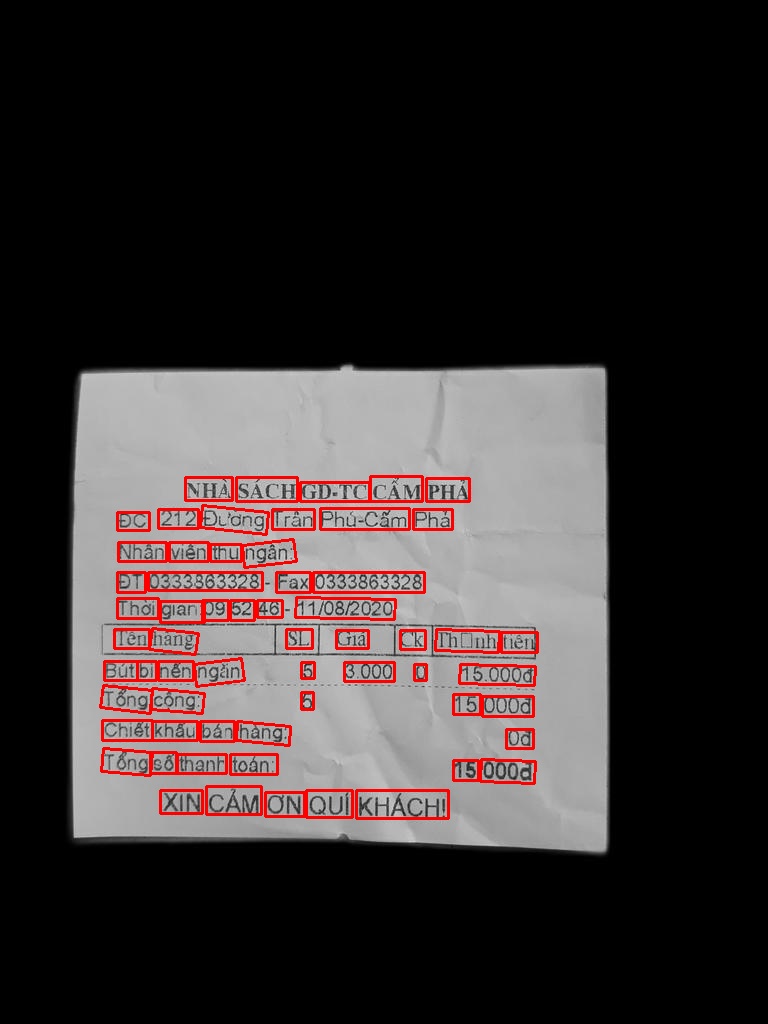 NHÀ SÁCH GD-TC CẨM PHẢ
ĐC 212 Đường Trần Phú-Cẩm Phả
Nhân viên thu ngân:
ĐT 0333863328 - Fax 0333863328
Thời gian 09 52 46 - 11/08/2020
Tên hàng SL Giá Ck Th□nh tiền
Bút bi nến ngăn 5 3.000 0 15.000đ
Tổng cộng: 5 15 000đ
Chiết khấu bán hàng: 0đ
Tổng số thanh toán: 15 000đ
XIN CẢM ƠN QUÍ KHÁCH!